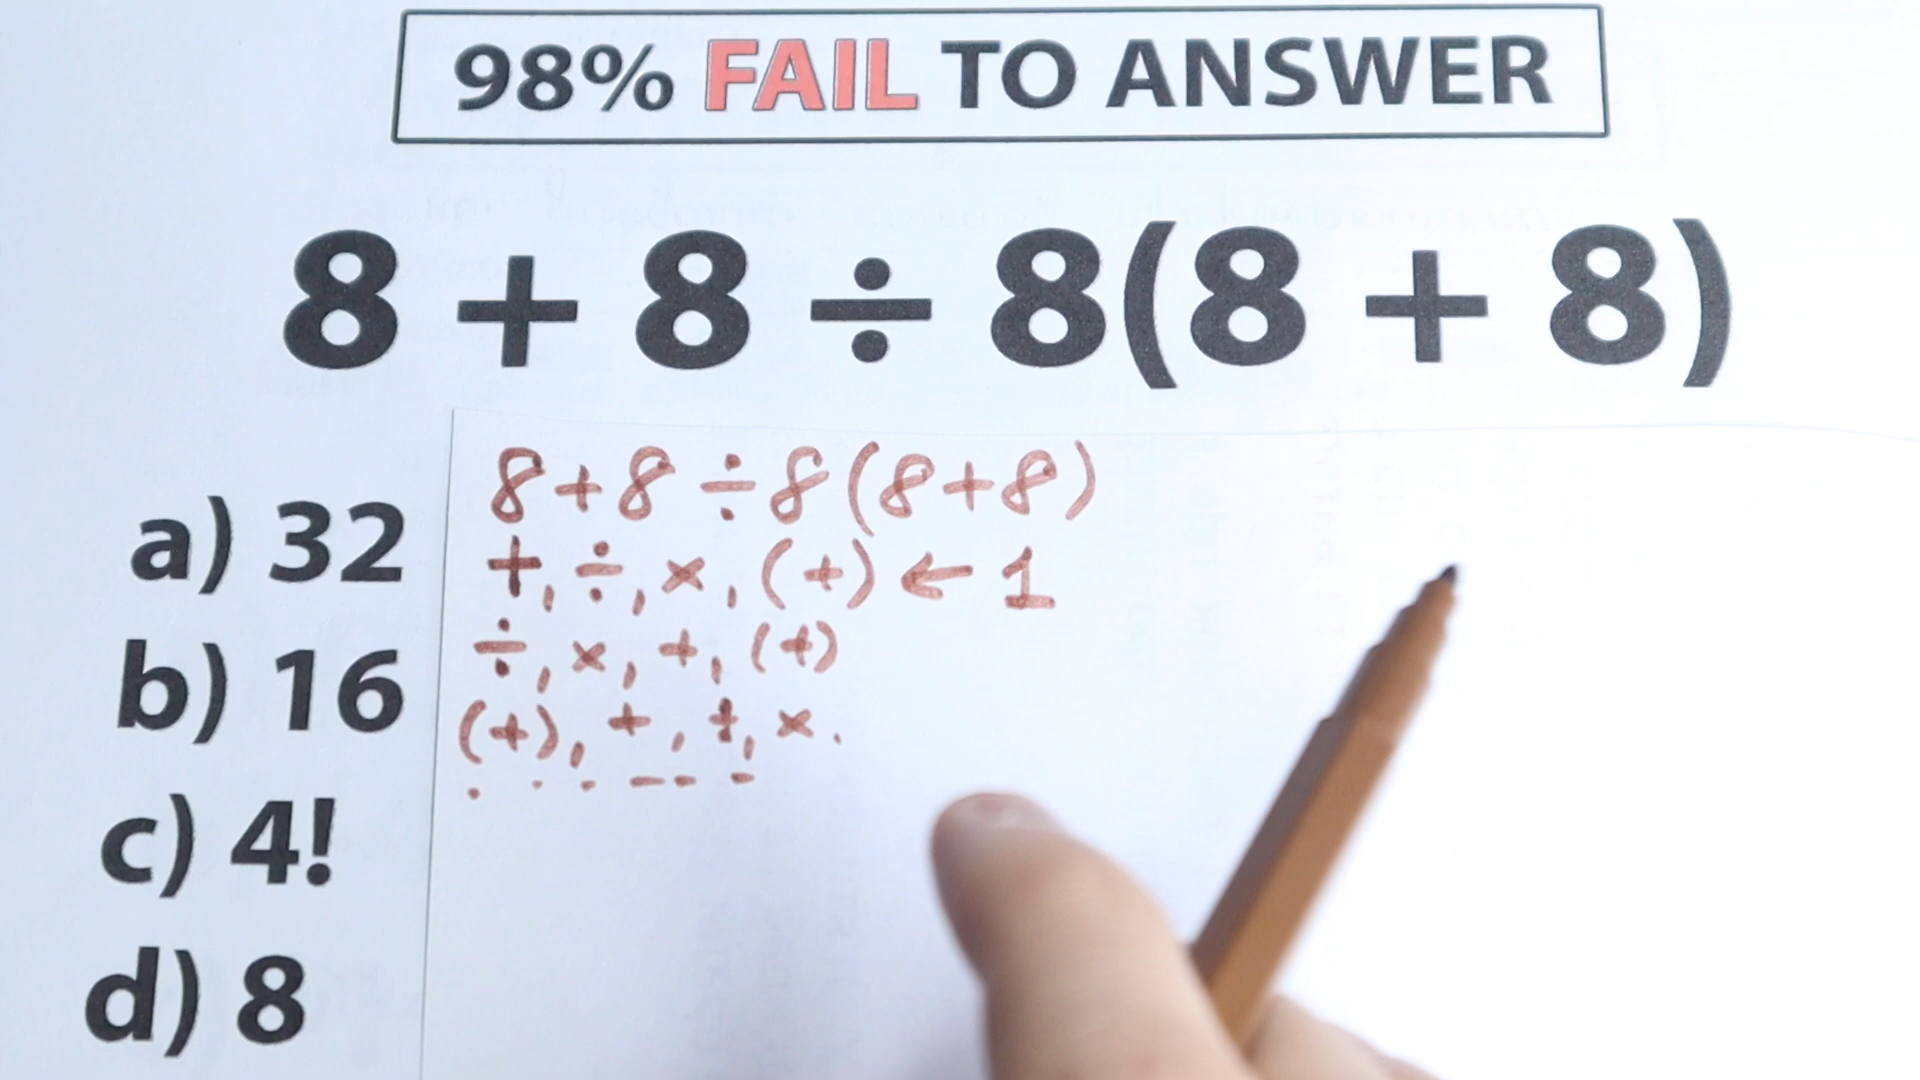 98% FAIL TO ANSWER
8 + 8 ÷ 8(8 + 8)
8+8÷8(8+8)
+, ÷, ×, (+) ← 1
÷, ×, +, (+)
(+), +, +, ×.
a) 32
b) 16
c) 4!
d) 8